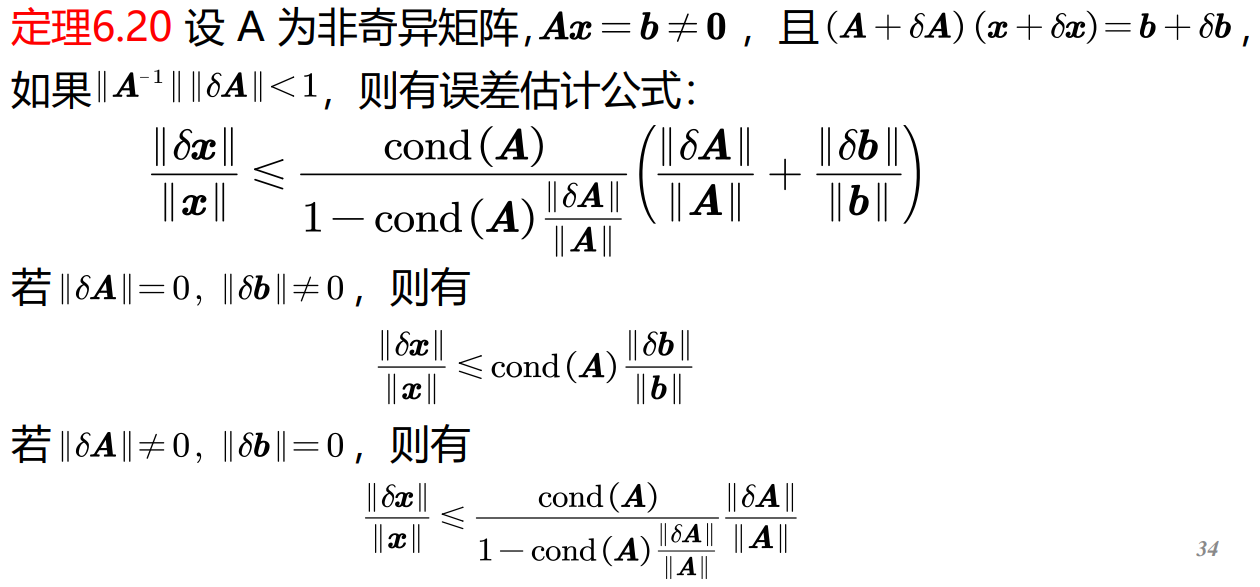 定理6.20 设 A 为非奇异矩阵,$\boldsymbol{A}\boldsymbol{x}=\boldsymbol{b}\neq\boldsymbol{0}$ ，且$(\boldsymbol{A}+\delta\boldsymbol{A})(\boldsymbol{x}+\delta\boldsymbol{x})=\boldsymbol{b}+\delta\boldsymbol{b}$ ，
如果$\|\boldsymbol{A}^{-1}\|\|\delta\boldsymbol{A}\|<1$，则有误差估计公式：
$\frac{\|\delta\boldsymbol{x}\|}{\|\boldsymbol{x}\|}\leqslant\frac{\mathrm{cond}(\boldsymbol{A})}{1-\mathrm{cond}(\boldsymbol{A})\frac{\|\delta\boldsymbol{A}\|}{\|\boldsymbol{A}\|}}\left(\frac{\|\delta\boldsymbol{A}\|}{\|\boldsymbol{A}\|}+\frac{\|\delta\boldsymbol{b}\|}{\|\boldsymbol{b}\|}\right)$
若$\|\delta\boldsymbol{A}\|=0,\ \|\delta\boldsymbol{b}\|\neq 0$ ，则有
$\frac{\|\delta\boldsymbol{x}\|}{\|\boldsymbol{x}\|}\leqslant\mathrm{cond}(\boldsymbol{A})\frac{\|\delta\boldsymbol{b}\|}{\|\boldsymbol{b}\|}$
若$\|\delta\boldsymbol{A}\|\neq 0,\ \|\delta\boldsymbol{b}\|=0$ ，则有
$\frac{\|\delta\boldsymbol{x}\|}{\|\boldsymbol{x}\|}\leqslant\frac{\mathrm{cond}(\boldsymbol{A})}{1-\mathrm{cond}(\boldsymbol{A})\frac{\|\delta\boldsymbol{A}\|}{\|\boldsymbol{A}\|}}\frac{\|\delta\boldsymbol{A}\|}{\|\boldsymbol{A}\|}$
34